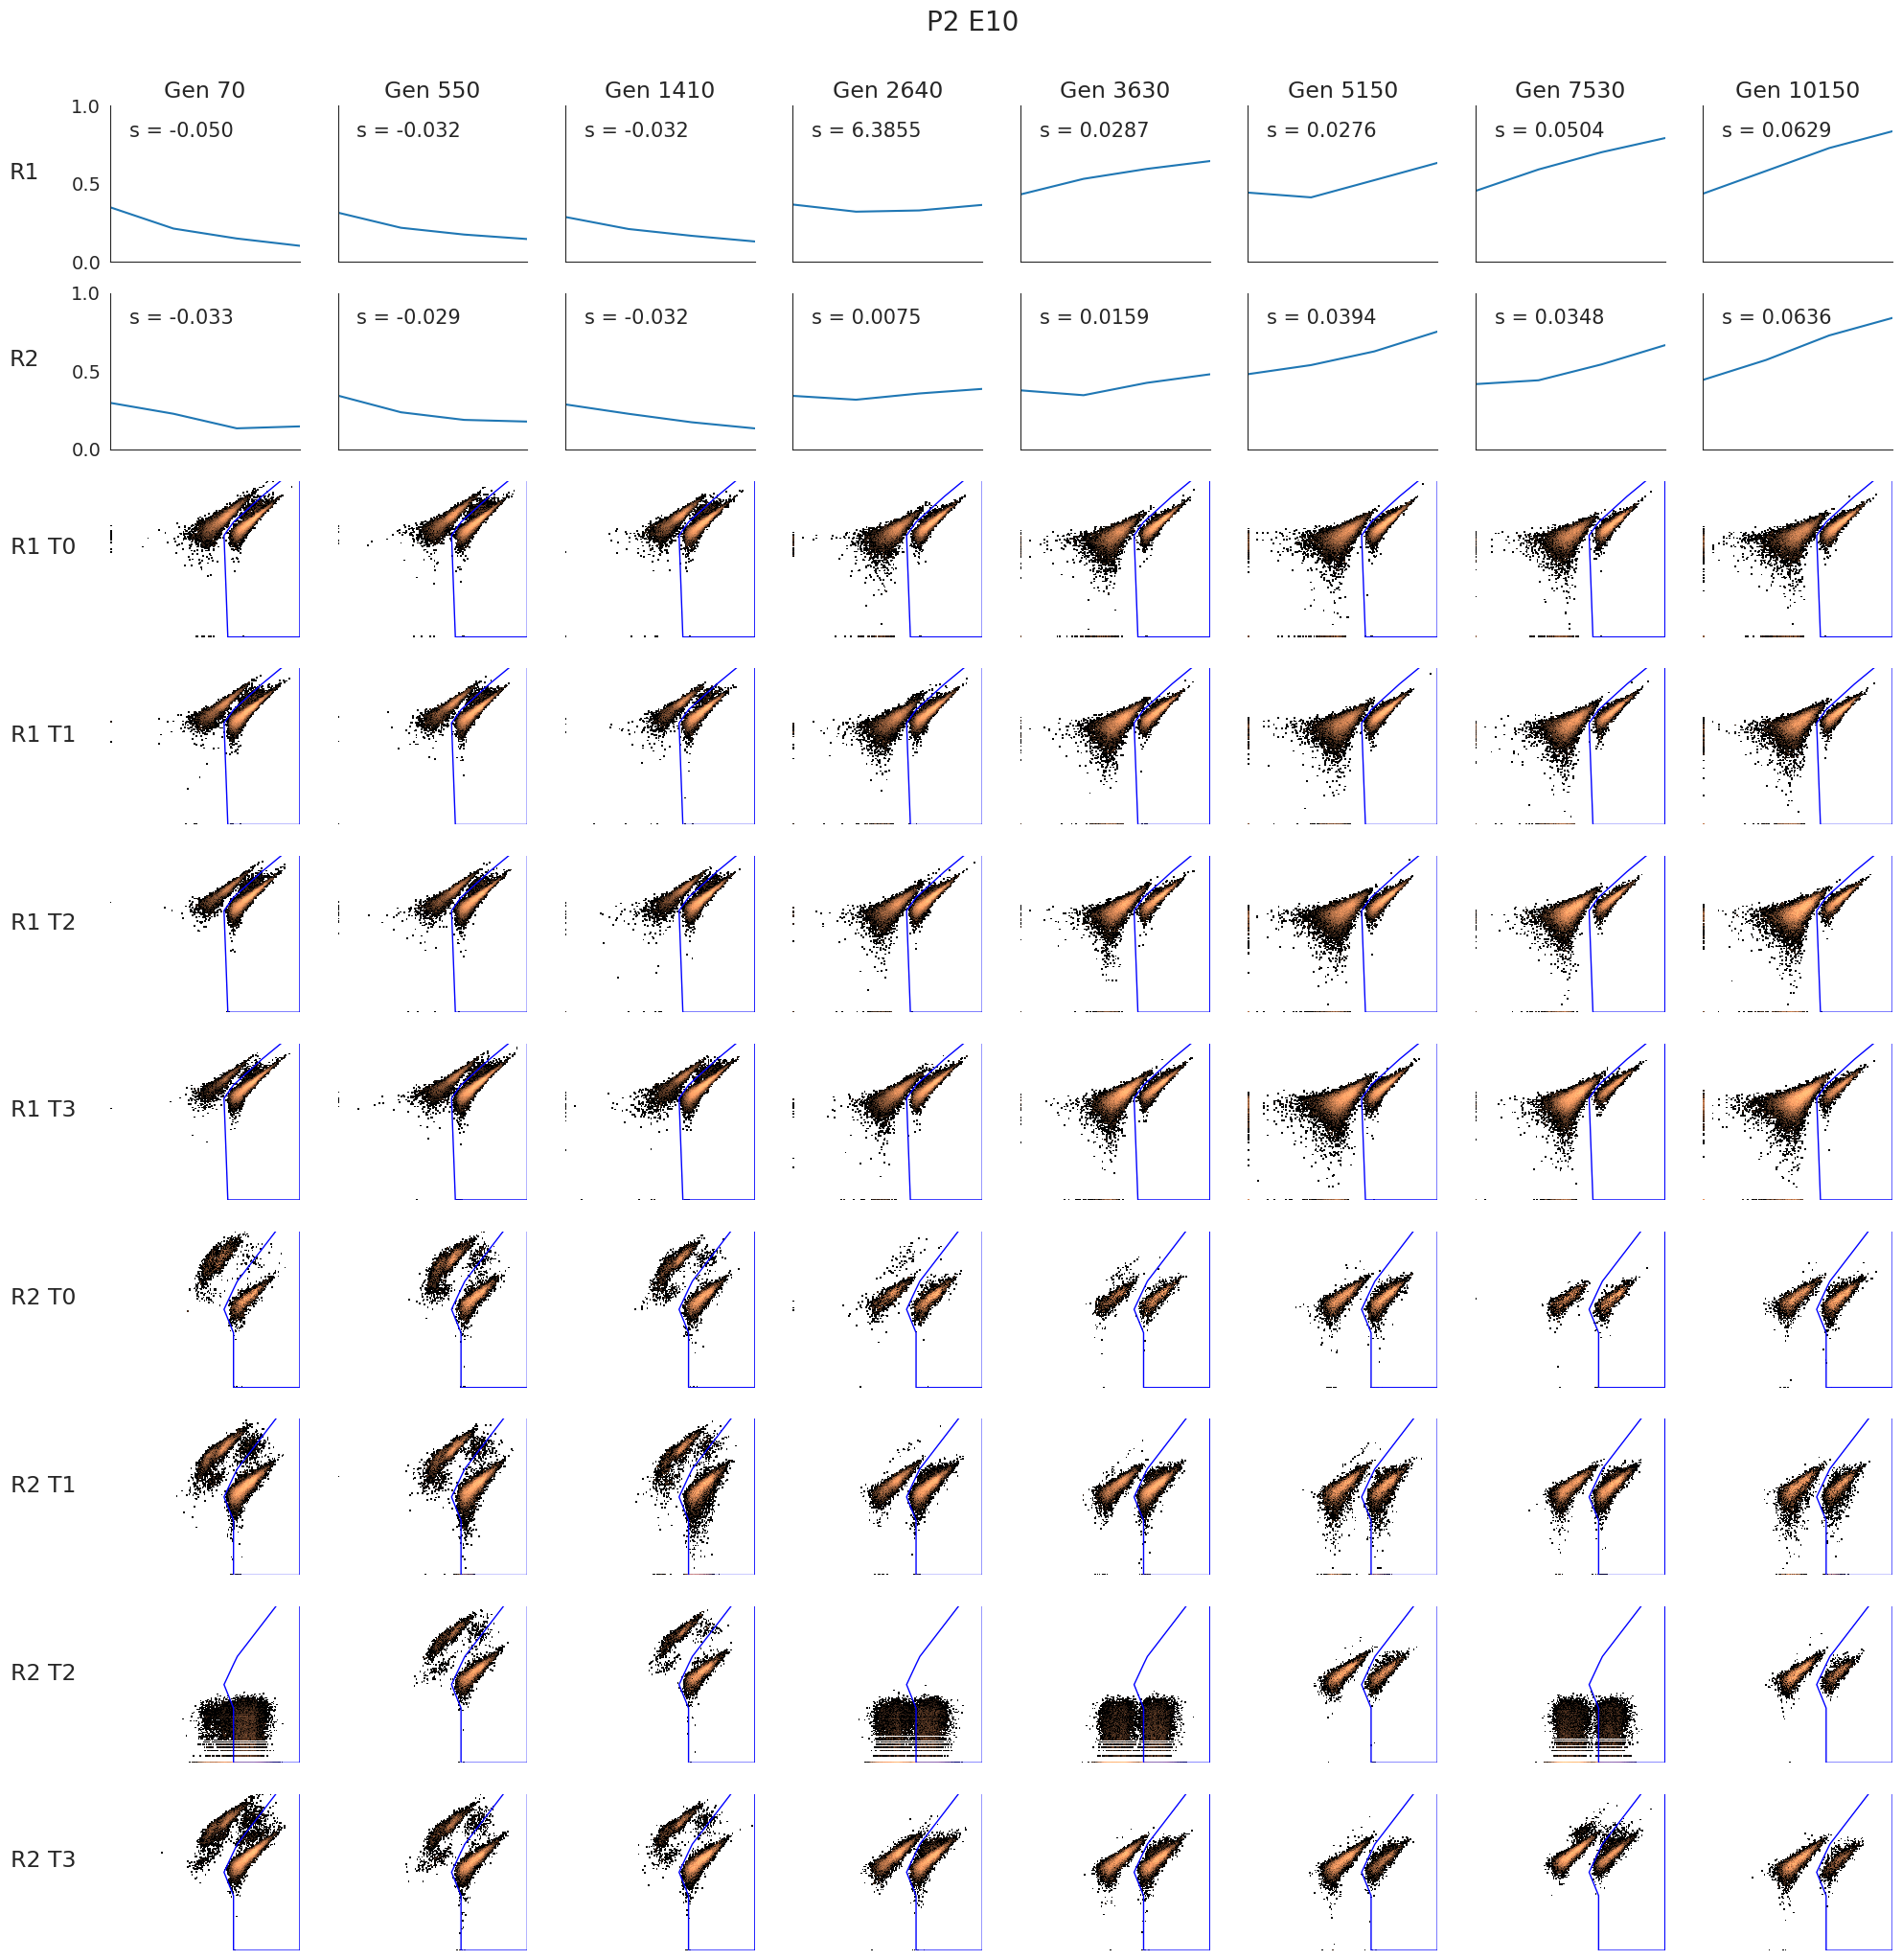 P2 E10
Gen 70 Gen 550 Gen 1410 Gen 2640 Gen 3630 Gen 5150 Gen 7530 Gen 10150
1.0
s = -0.050 s = -0.032 s = -0.032 s = 6.3855 s = 0.0287 s = 0.0276 s = 0.0504 s = 0.0629
R1
0.5
0.0
1.0
s = -0.033 s = -0.029 s = -0.032 s = 0.0075 s = 0.0159 s = 0.0394 s = 0.0348 s = 0.0636
R2
0.5
0.0
R1 T0
R1 T1
R1 T2
R1 T3
R2 T0
R2 T1
R2 T2
R2 T3